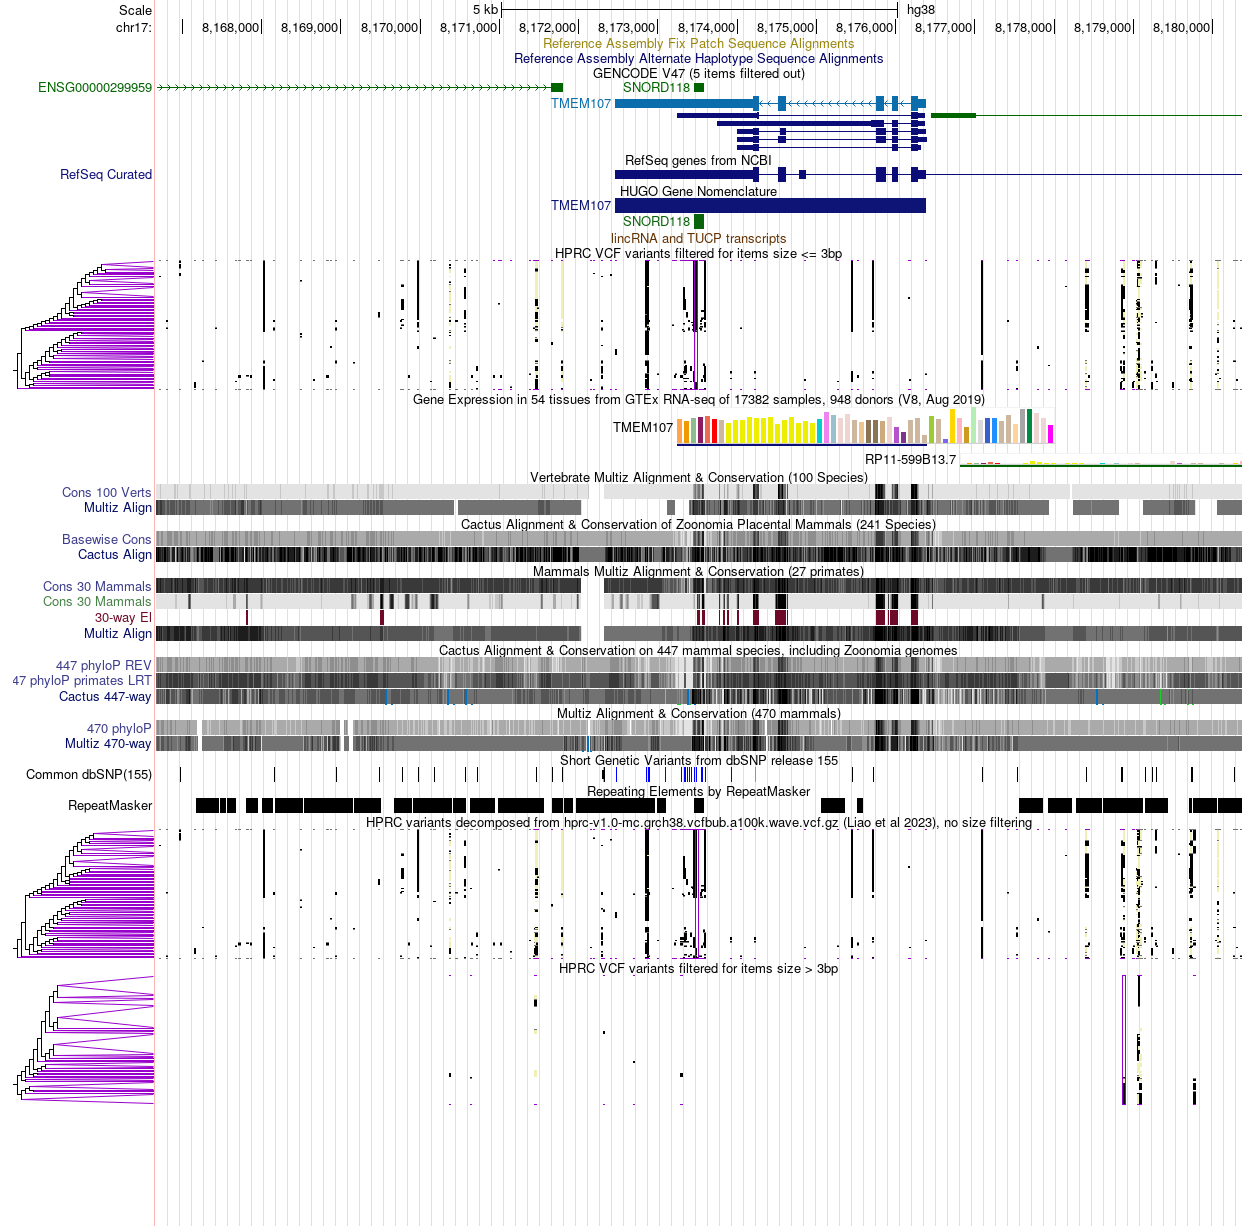 Scale 5 kb hg38
chr17: 8,168,000 8,169,000 8,170,000 8,171,000 8,172,000 8,173,000 8,174,000 8,175,000 8,176,000 8,177,000 8,178,000 8,179,000 8,180,000
Reference Assembly Fix Patch Sequence Alignments
Reference Assembly Alternate Haplotype Sequence Alignments
GENCODE V47 (5 items filtered out)
ENSG00000299959 SNORD118
TMEM107
RefSeq genes from NCBI
RefSeq Curated
HUGO Gene Nomenclature
TMEM107
SNORD118
lincRNA and TUCP transcripts
HPRC VCF variants filtered for items size <= 3bp
Gene Expression in 54 tissues from GTEx RNA-seq of 17382 samples, 948 donors (V8, Aug 2019)
TMEM107
RP11-599B13.7
Vertebrate Multiz Alignment & Conservation (100 Species)
Cons 100 Verts
Multiz Align
Cactus Alignment & Conservation of Zoonomia Placental Mammals (241 Species)
Basewise Cons
Cactus Align
Mammals Multiz Alignment & Conservation (27 primates)
Cons 30 Mammals
Cons 30 Mammals
30-way El
Multiz Align
Cactus Alignment & Conservation on 447 mammal species, including Zoonomia genomes
447 phyloP REV
47 phyloP primates LRT
Cactus 447-way
Multiz Alignment & Conservation (470 mammals)
470 phyloP
Multiz 470-way
Short Genetic Variants from dbSNP release 155
Common dbSNP(155)
Repeating Elements by RepeatMasker
RepeatMasker
HPRC variants decomposed from hprc-v1.0-mc.grch38.vcfbub.a100k.wave.vcf.gz (Liao et al 2023), no size filtering
HPRC VCF variants filtered for items size > 3bp